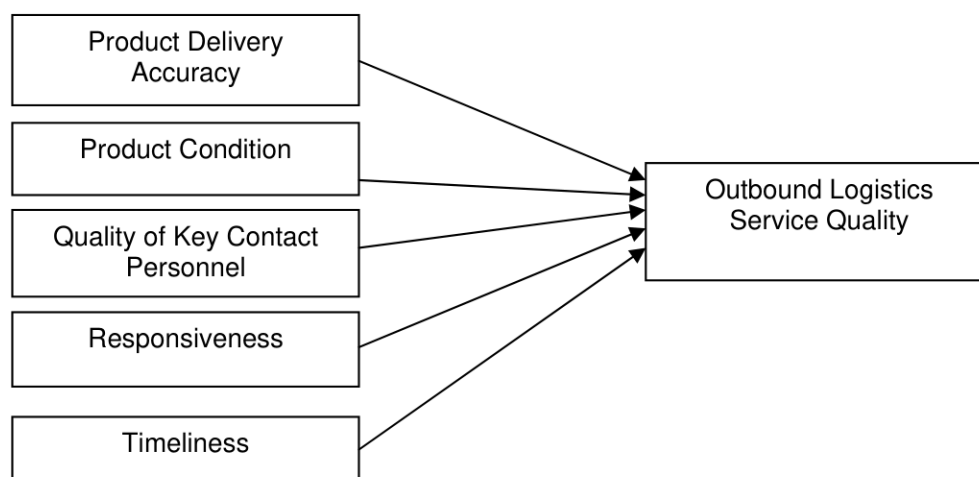 Product Delivery
Accuracy
Product Condition
Quality of Key Contact
Personnel
Responsiveness
Timeliness
Outbound Logistics
Service Quality